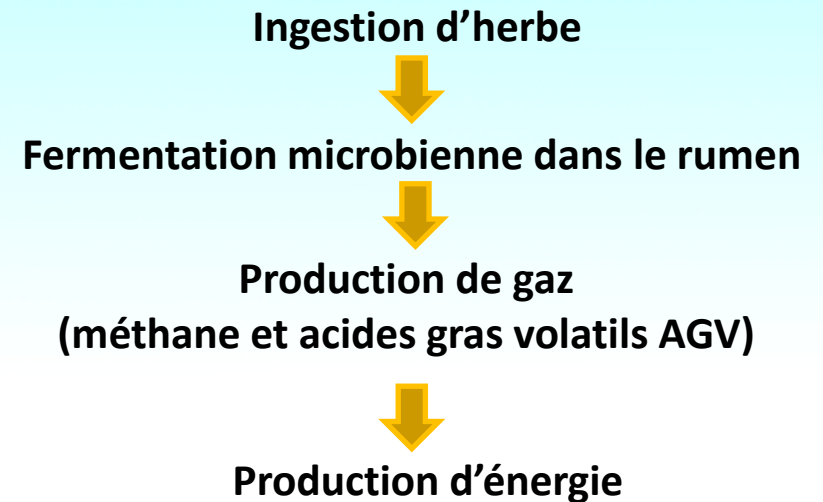 Ingestion d’herbe
Fermentation microbienne dans le rumen
Production de gaz
(méthane et acides gras volatils AGV)
Production d’énergie